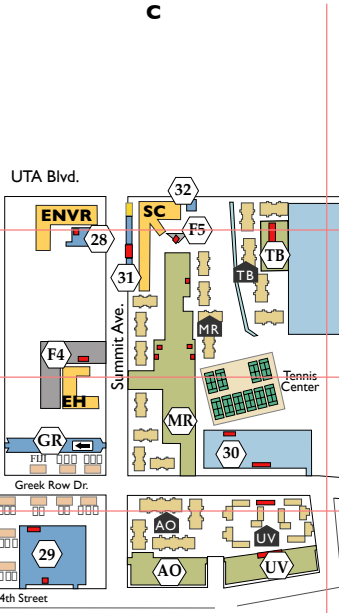 C
UTA Blvd.
32
ENVR
SC
28
F5
TB
TB
31
Summit Ave.
MR
F4
Tennis
Center
EH
MR
GR
30
FIJI
Greek Row Dr.
AO
UV
29
AO
UV
4th Street